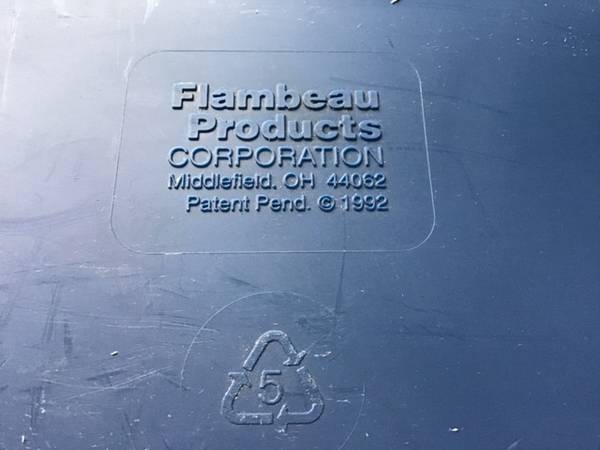 Flambeau
Products
CORPORATION
Middlefield, OH 44062
Patent Pend. © 1992
5